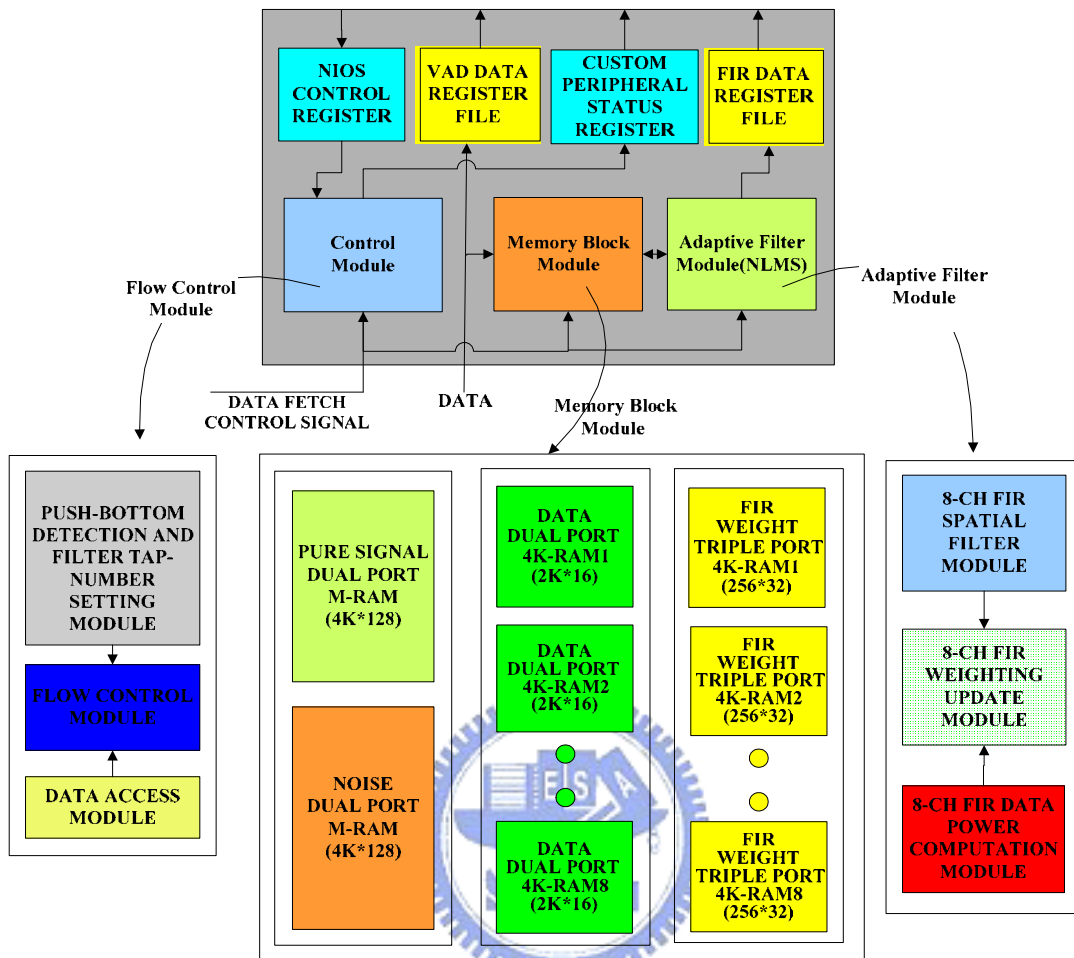 NIOS
CONTROL
REGISTER
VAD DATA
REGISTER
FILE
CUSTOM
PERIPHERAL
STATUS
REGISTER
FIR DATA
REGISTER
FILE
Control
Module
Memory Block
Module
Adaptive Filter
Module(NLMS)
Flow Control
Module
Adaptive Filter
Module
DATA FETCH
CONTROL SIGNAL
DATA
Memory Block
Module
PUSH-BOTTOM
DETECTION AND
FILTER TAP-
NUMBER
SETTING
MODULE
FLOW CONTROL
MODULE
DATA ACCESS
MODULE
PURE SIGNAL
DUAL PORT
M-RAM
(4K*128)
NOISE
DUAL PORT
M-RAM
(4K*128)
DATA
DUAL PORT
4K-RAM1
(2K*16)
DATA
DUAL PORT
4K-RAM2
(2K*16)
DATA
DUAL PORT
4K-RAM8
(2K*16)
FIR
WEIGHT
TRIPLE PORT
4K-RAM1
(256*32)
FIR
WEIGHT
TRIPLE PORT
4K-RAM2
(256*32)
FIR
WEIGHT
TRIPLE PORT
4K-RAM8
(256*32)
8-CH FIR
SPATIAL
FILTER
MODULE
8-CH FIR
WEIGHTING
UPDATE
MODULE
8-CH FIR DATA
POWER
COMPUTATION
MODULE
E S A